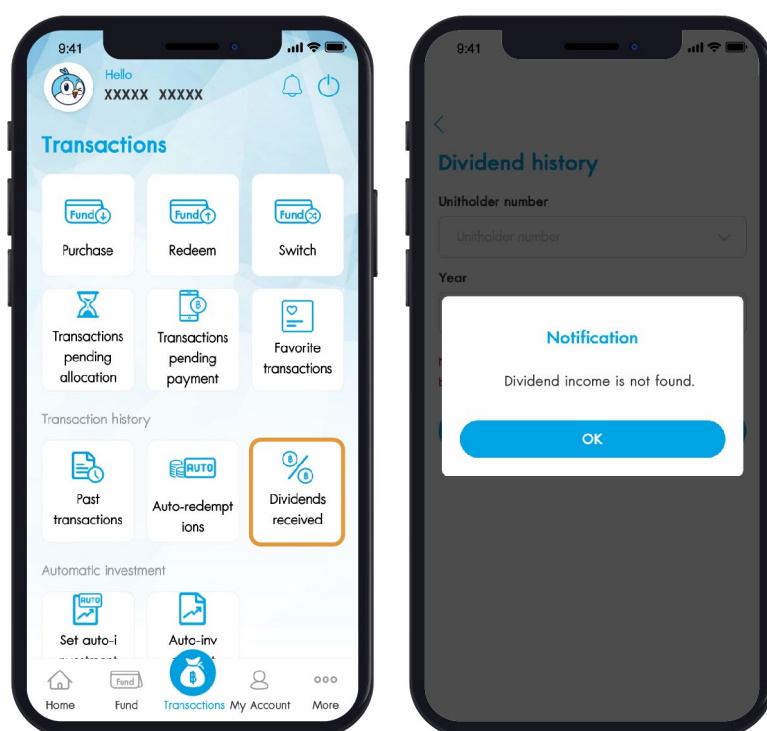 9:41
Hello
XXXXX XXXXX
Transactions
Fund
Fund
Fund
Purchase
Redeem
Switch
Transactions
pending
allocation
Transactions
pending
payment
Favorite
transactions
Transaction history
AUTO
Past
transactions
Auto-redempt
ions
Dividends
received
Automatic investment
AUTO
Set auto-i
Auto-inv
Fund
Home
Fund
Transactions
My Account
More
9:41
Dividend history
Unitholder number
Unitholder number
Year
Notification
Dividend income is not found.
OK